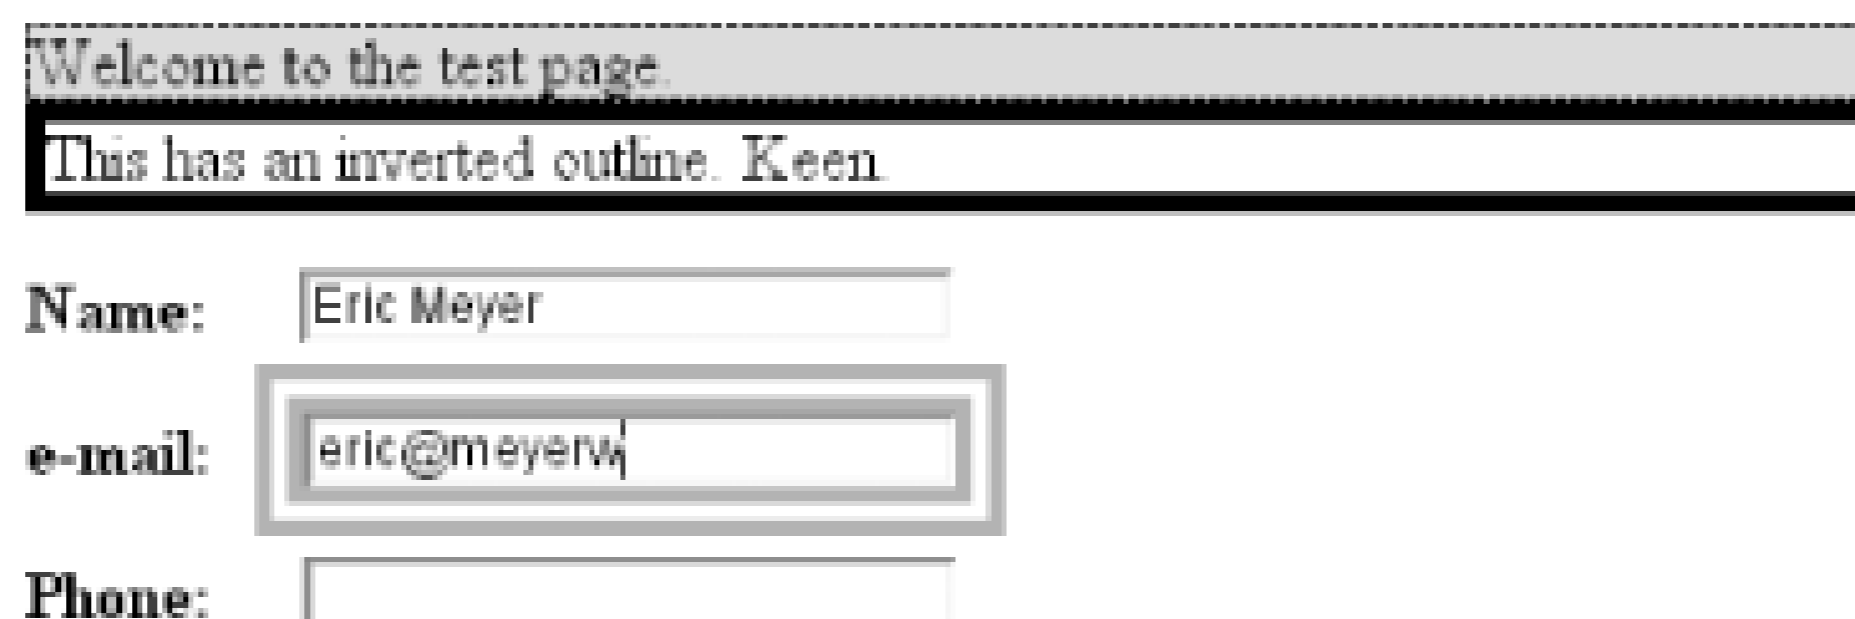 Welcome to the test page.
This has an inverted outline. Keen.
Name: Eric Meyer
e-mail: eric@meyerw
Phone: